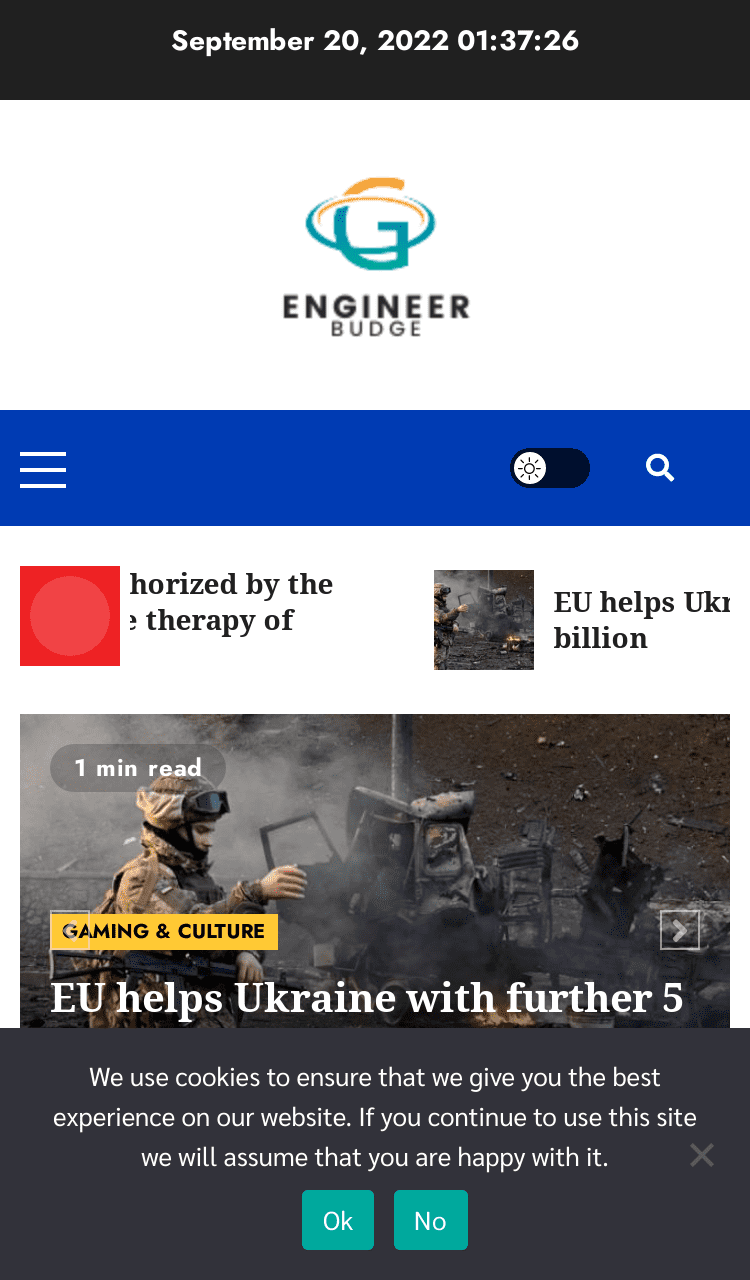 September 20, 2022 01:37:26
ENGINEER
BUDGE
horized by the
therapy of
EU helps Ukr
billion
1 min read
GAMING & CULTURE
EU helps Ukraine with further 5
We use cookies to ensure that we give you the best
experience on our website. If you continue to use this site
we will assume that you are happy with it.
Ok
No